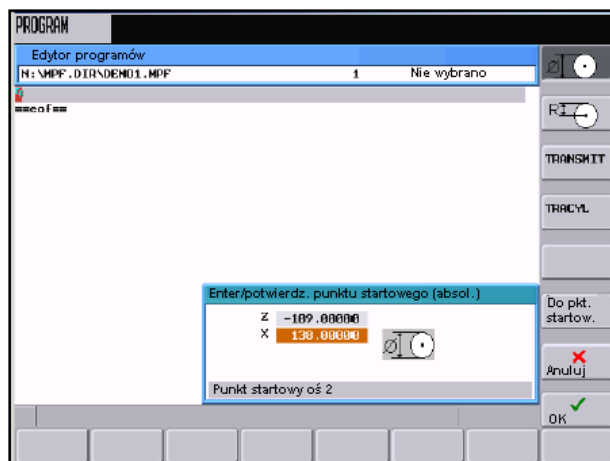 PROGRAM
Edytor programów
N:\MPF.DIR\DEMO1.MPF 1 Nie wybrano
==eof==
Ø
R
TRANSMIT
TRACYL
Enter/potwierdz. punktu startowego (absol.)
Z -109.00000
X 130.00000
Ø
Punkt startowy oś 2
Do pkt.
startow.
Anuluj
OK